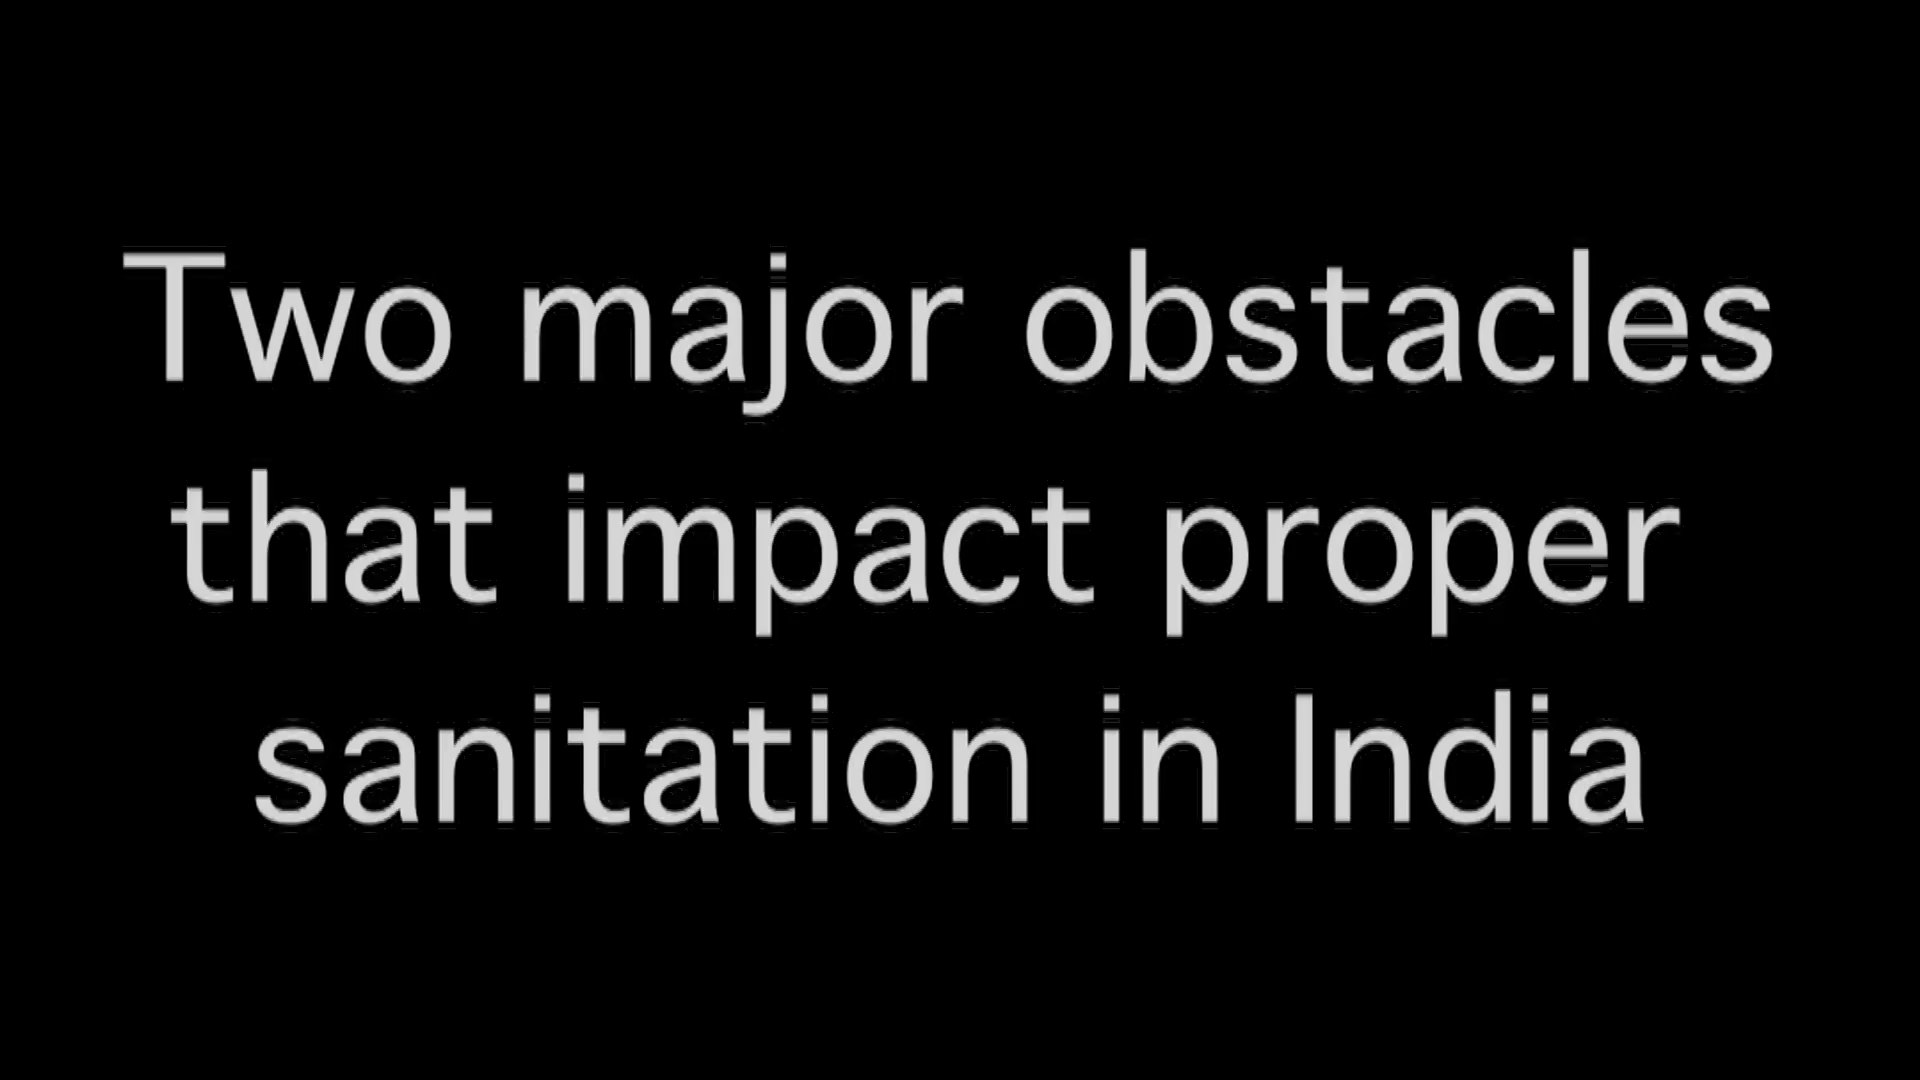 Two major obstacles
that impact proper
sanitation in India